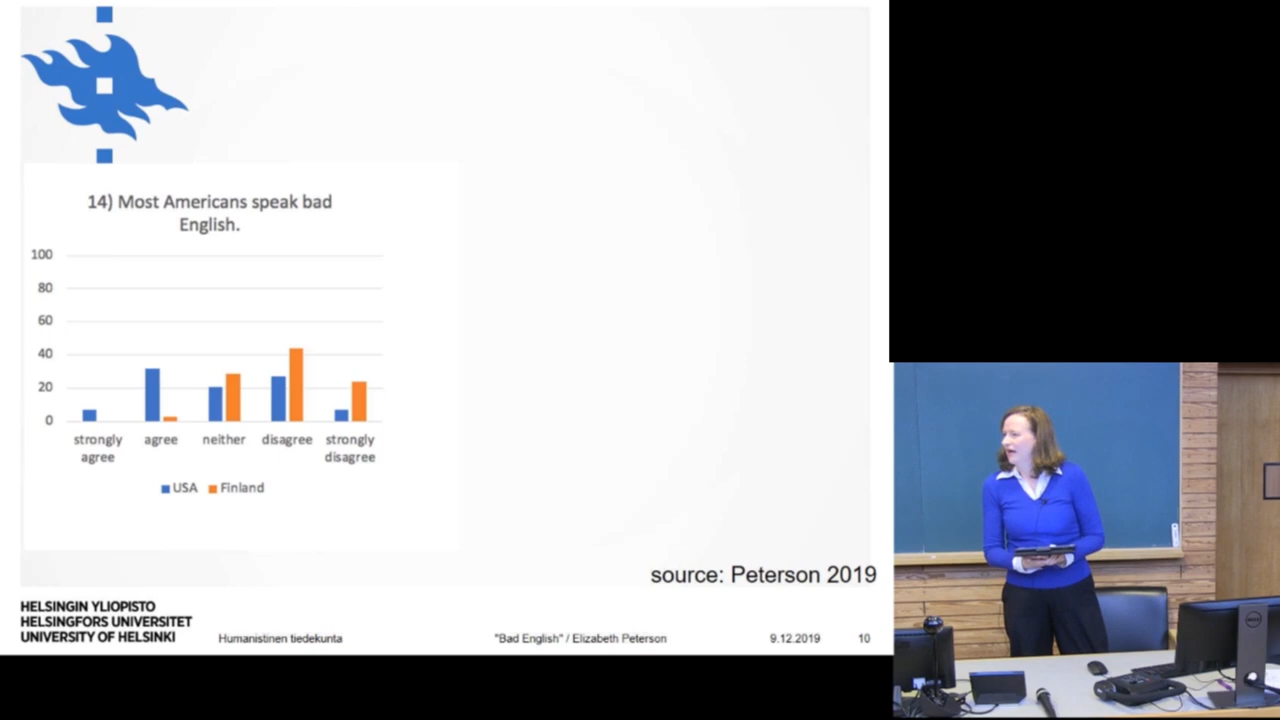 14) Most Americans speak bad
English.
100
80
60
40
20
0
strongly agree
agree
neither
disagree
strongly disagree
USA
Finland
source: Peterson 2019
HELSINGIN YLIOPISTO
HELSINGFORS UNIVERSITET
UNIVERSITY OF HELSINKI
Humanistinen tiedekunta
"Bad English" / Elizabeth Peterson
9.12.2019
10